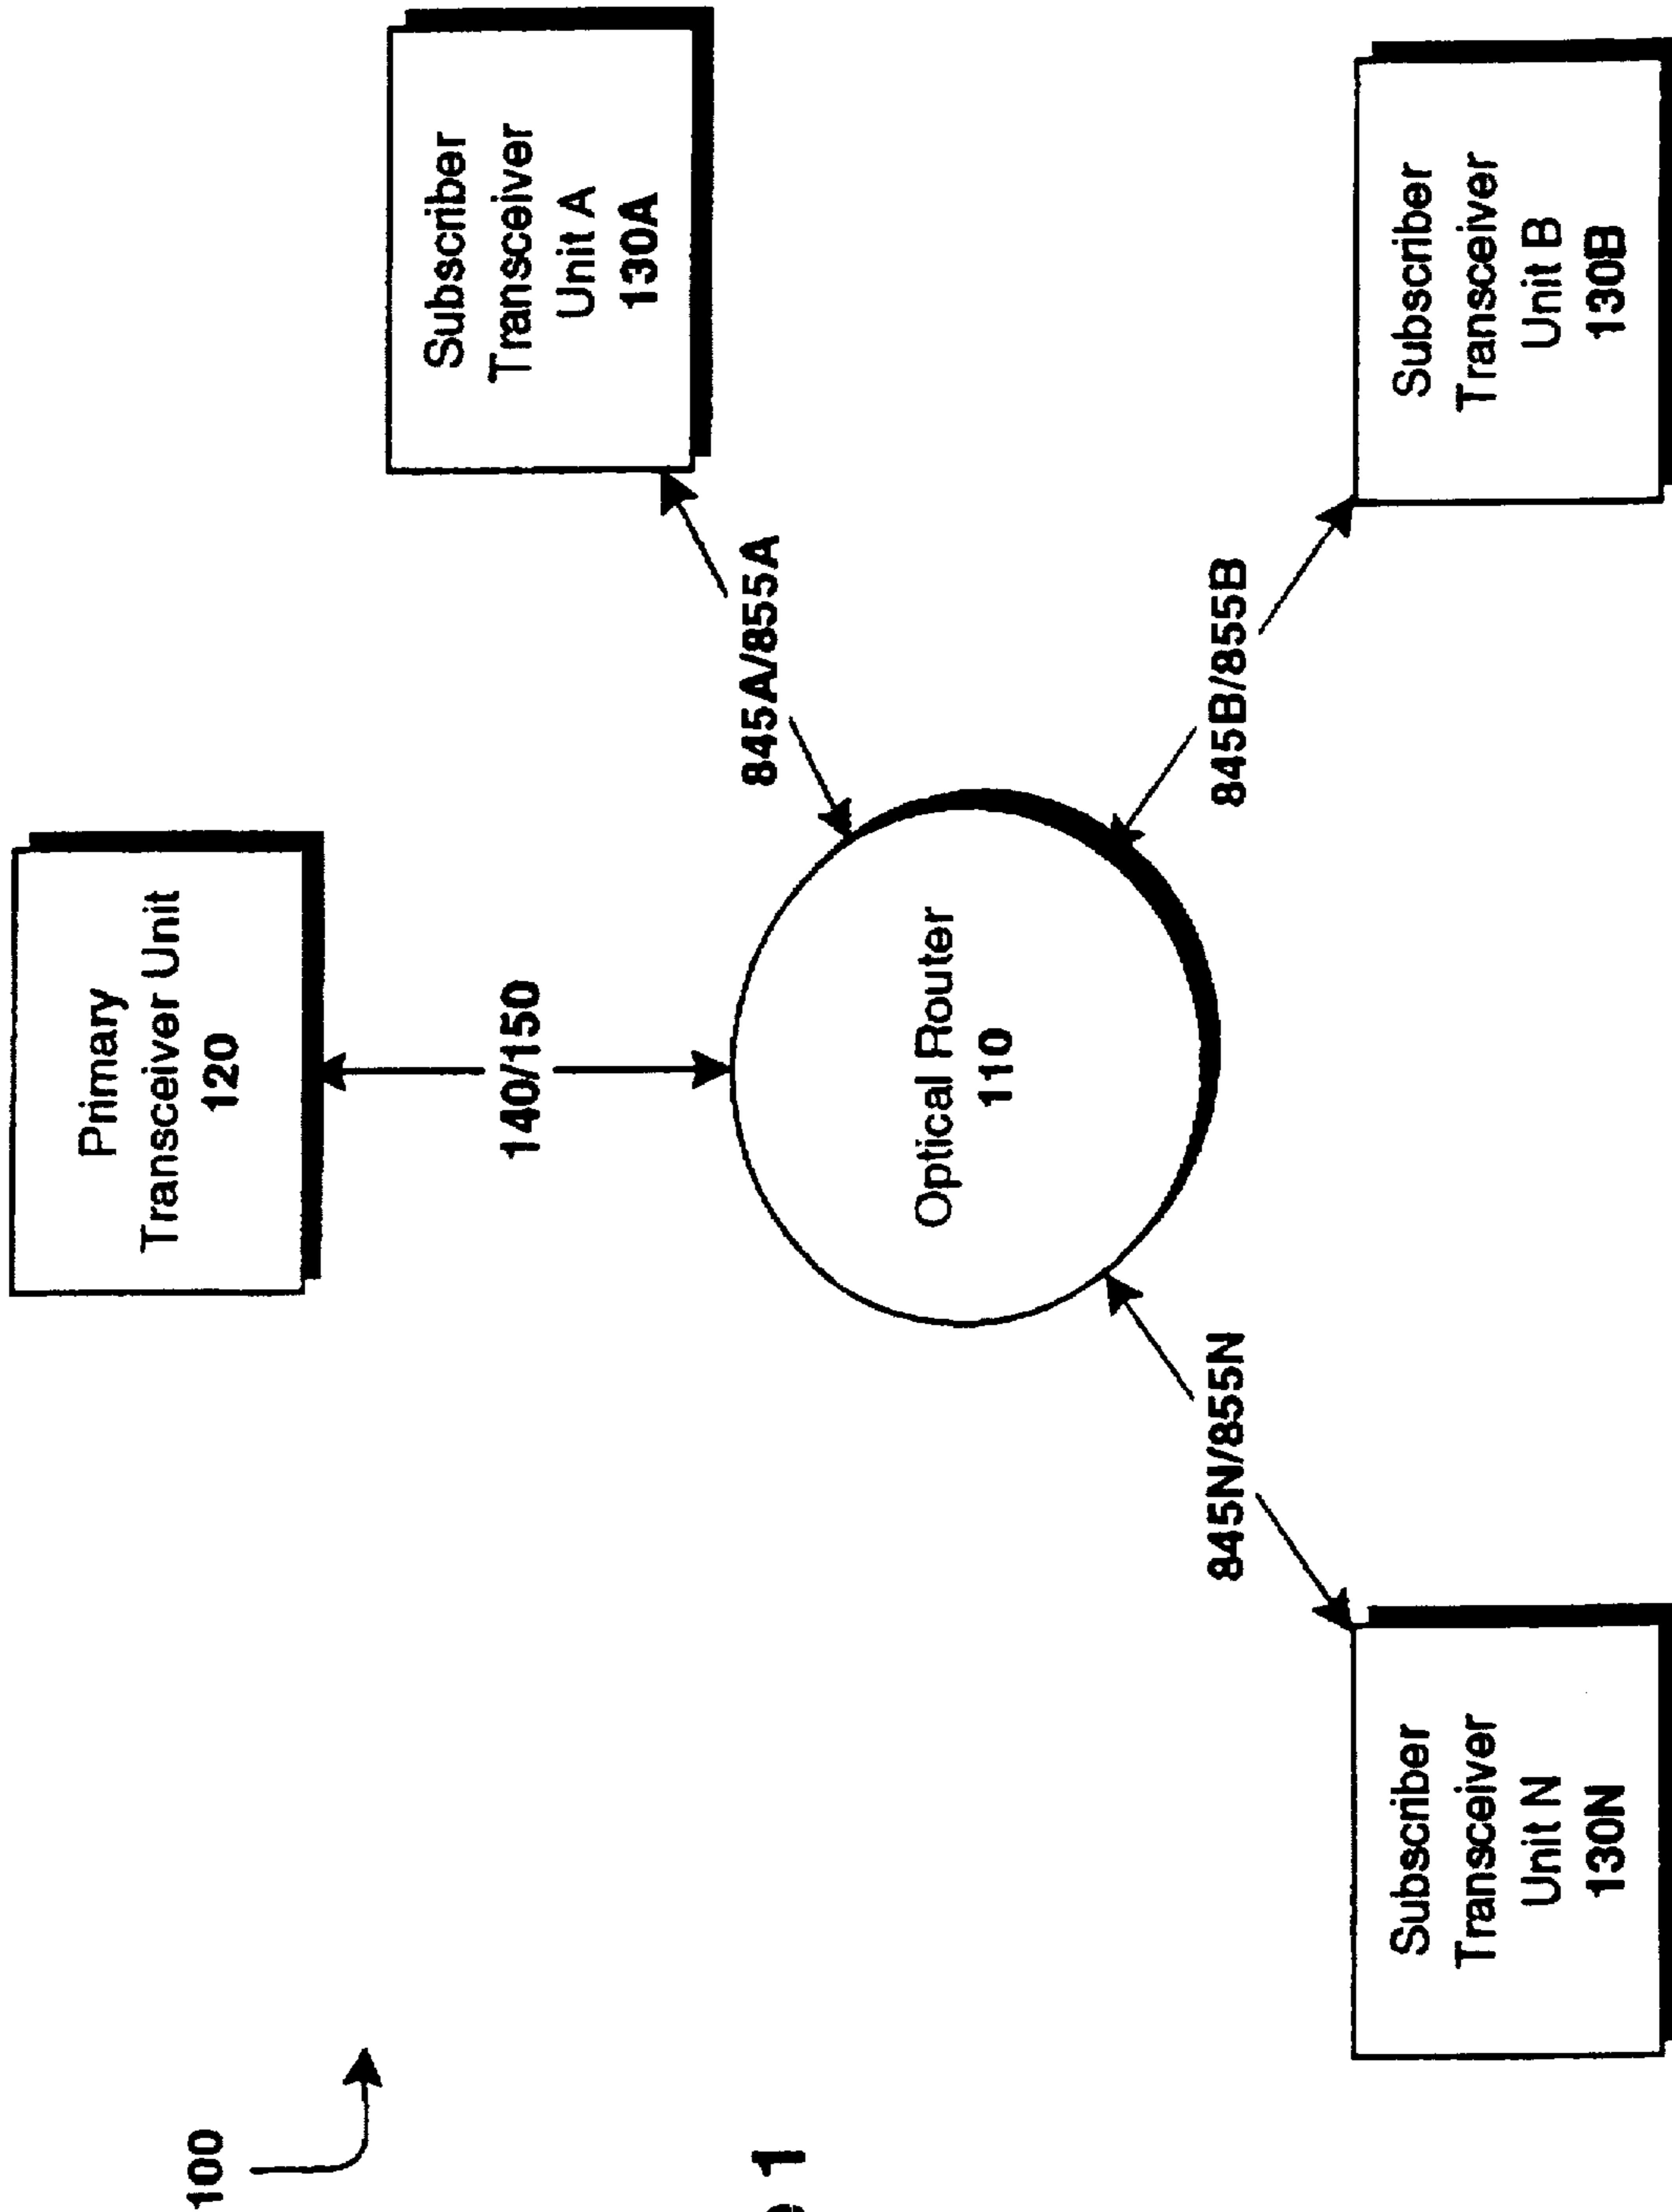 100
Primary
Transceiver Unit
120
140/150
Subscriber
Transceiver
Unit A
130A
845A/855A
1
Optical Router
110
845N/855N
845B/855B
Subscriber
Transceiver
Unit N
130N
Subscriber
Transceiver
Unit B
130B